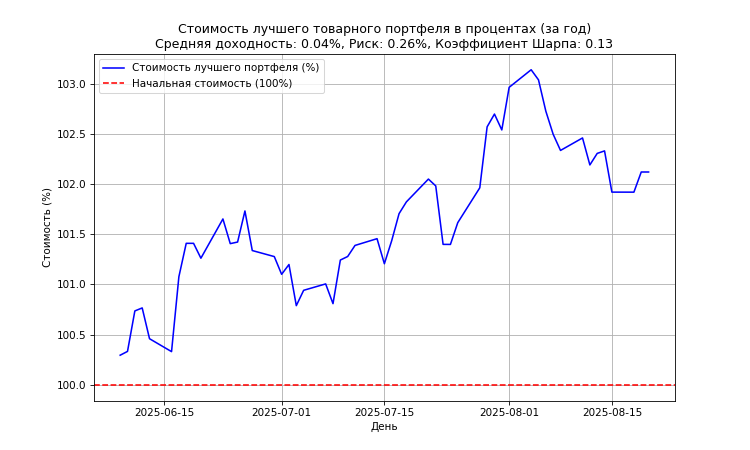 Стоимость лучшего товарного портфеля в процентах (за год)
Средняя доходность: 0.04%, Риск: 0.26%, Коэффициент Шарпа: 0.13
Стоимость лучшего портфеля (%)
Начальная стоимость (100%)
Стоимость (%)
103.0
102.5
102.0
101.5
101.0
100.5
100.0
2025-06-15
2025-07-01
2025-07-15
2025-08-01
2025-08-15
День